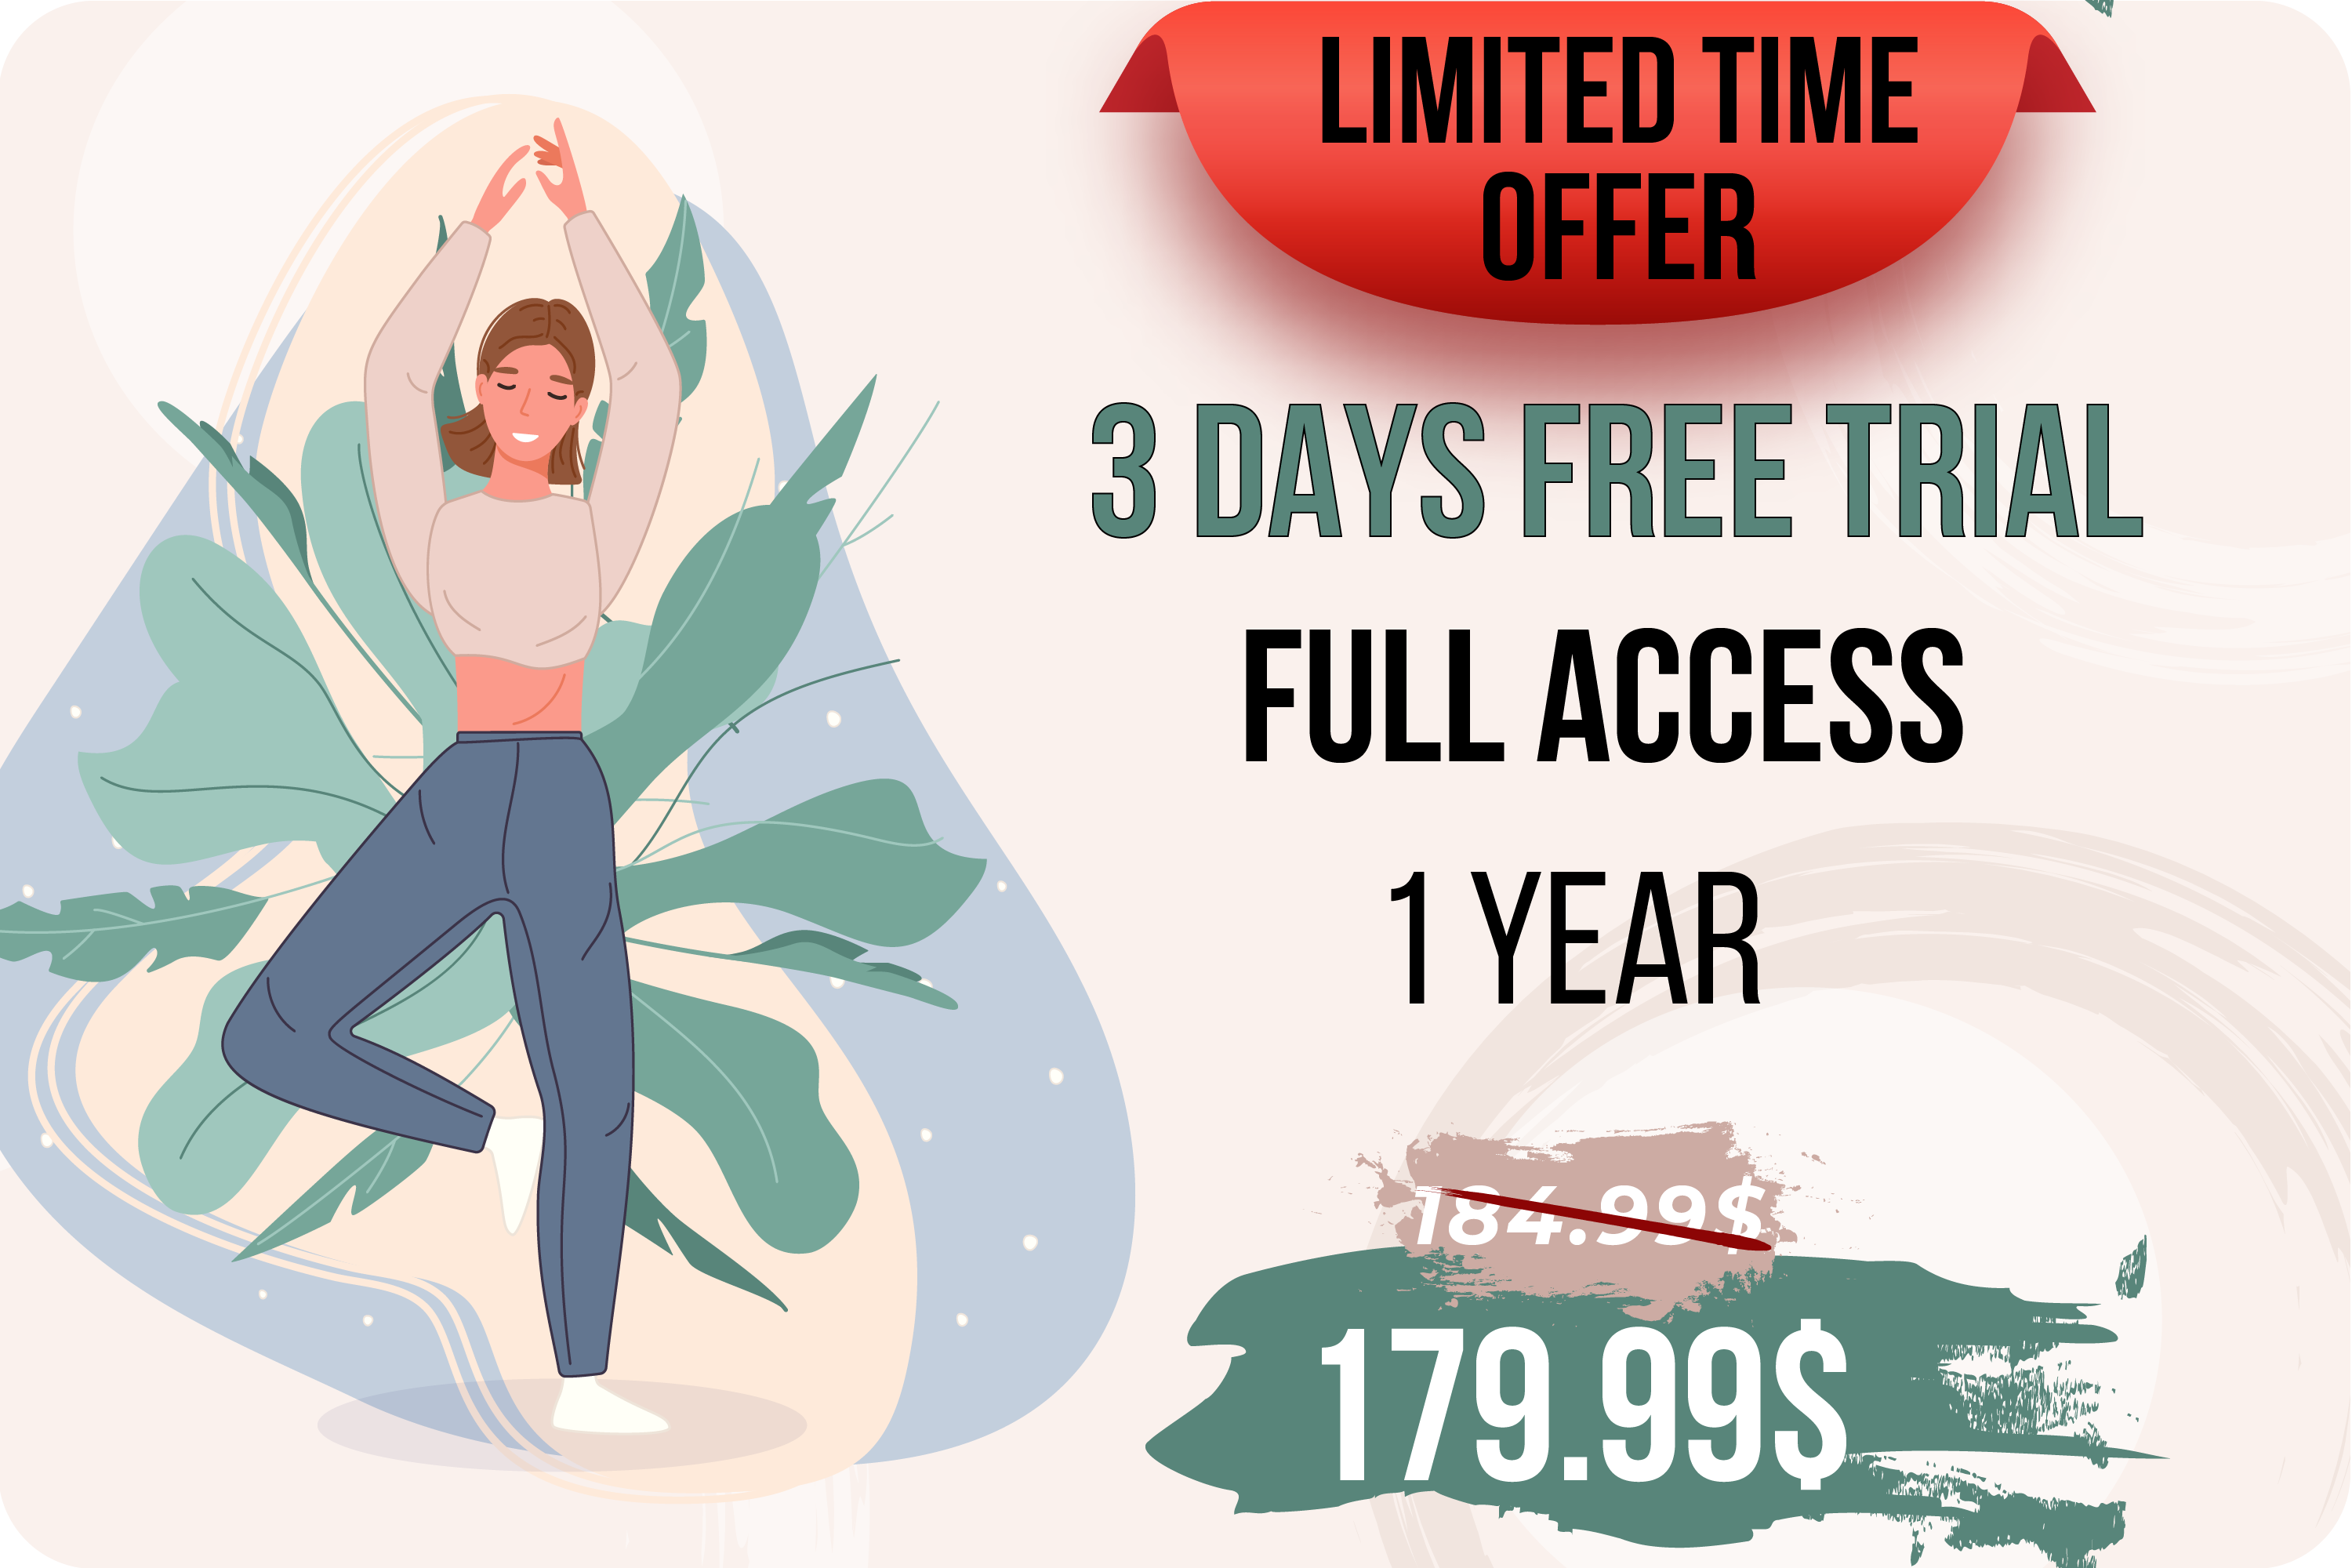 LIMITED TIME
OFFER
3 DAYS FREE TRIAL
FULL ACCESS
1 YEAR
184.99$
179.99$